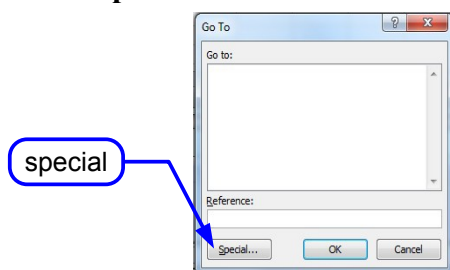 Go To
Go to:
special
Reference:
Special...
OK
Cancel